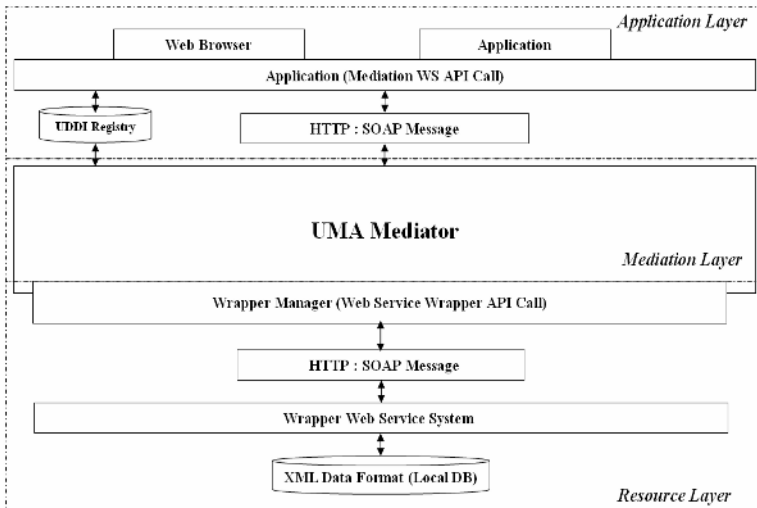 Application Layer
Web Browser
Application
Application (Mediation WS API Call)
UDDI Registry
HTTP : SOAP Message
UMA Mediator
Mediation Layer
Wrapper Manager (Web Service Wrapper API Call)
HTTP : SOAP Message
Wrapper Web Service System
XML Data Format (Local DB)
Resource Layer